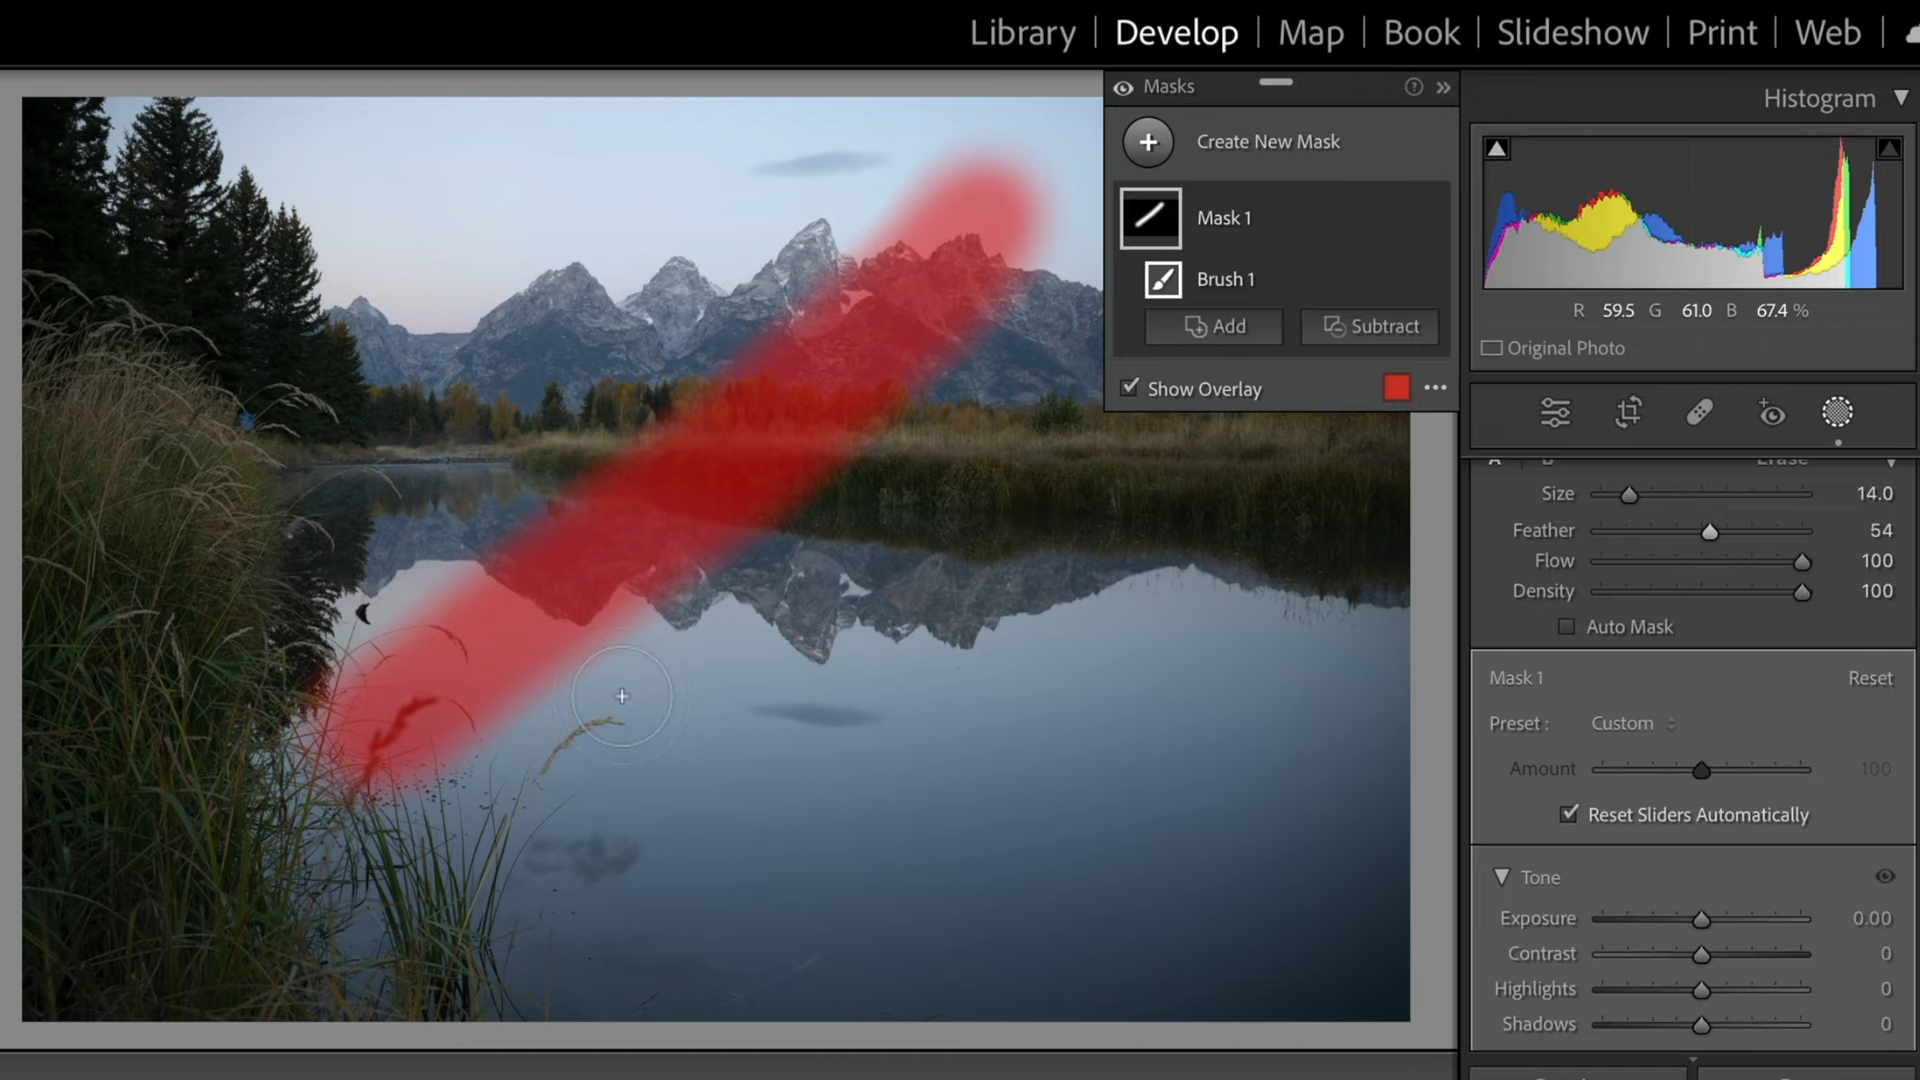 Library | Develop | Map | Book | Slideshow | Print | Web |
Masks
Create New Mask
Mask 1
Brush 1
Add Subtract
Show Overlay
Histogram
R 59.5 G 61.0 B 67.4 %
Original Photo
A B Erase
Size 14.0
Feather 54
Flow 100
Density 100
Auto Mask
Mask 1 Reset
Preset : Custom
Amount 100
Reset Sliders Automatically
Tone
Exposure 0.00
Contrast 0
Highlights 0
Shadows 0